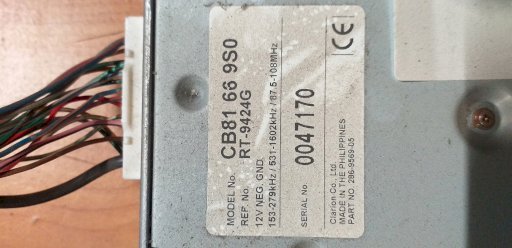 MODEL No. CB81 66 9S0
REP. No. RT-9424G
12V NEG. GND
153-279kHz / 531-1602kHz / 87.5-108MHz
SERIAL No. 0047170
Clarion Co., Ltd.
MADE IN THE PHILIPPINES
PART NO. 286-9569-05
CE